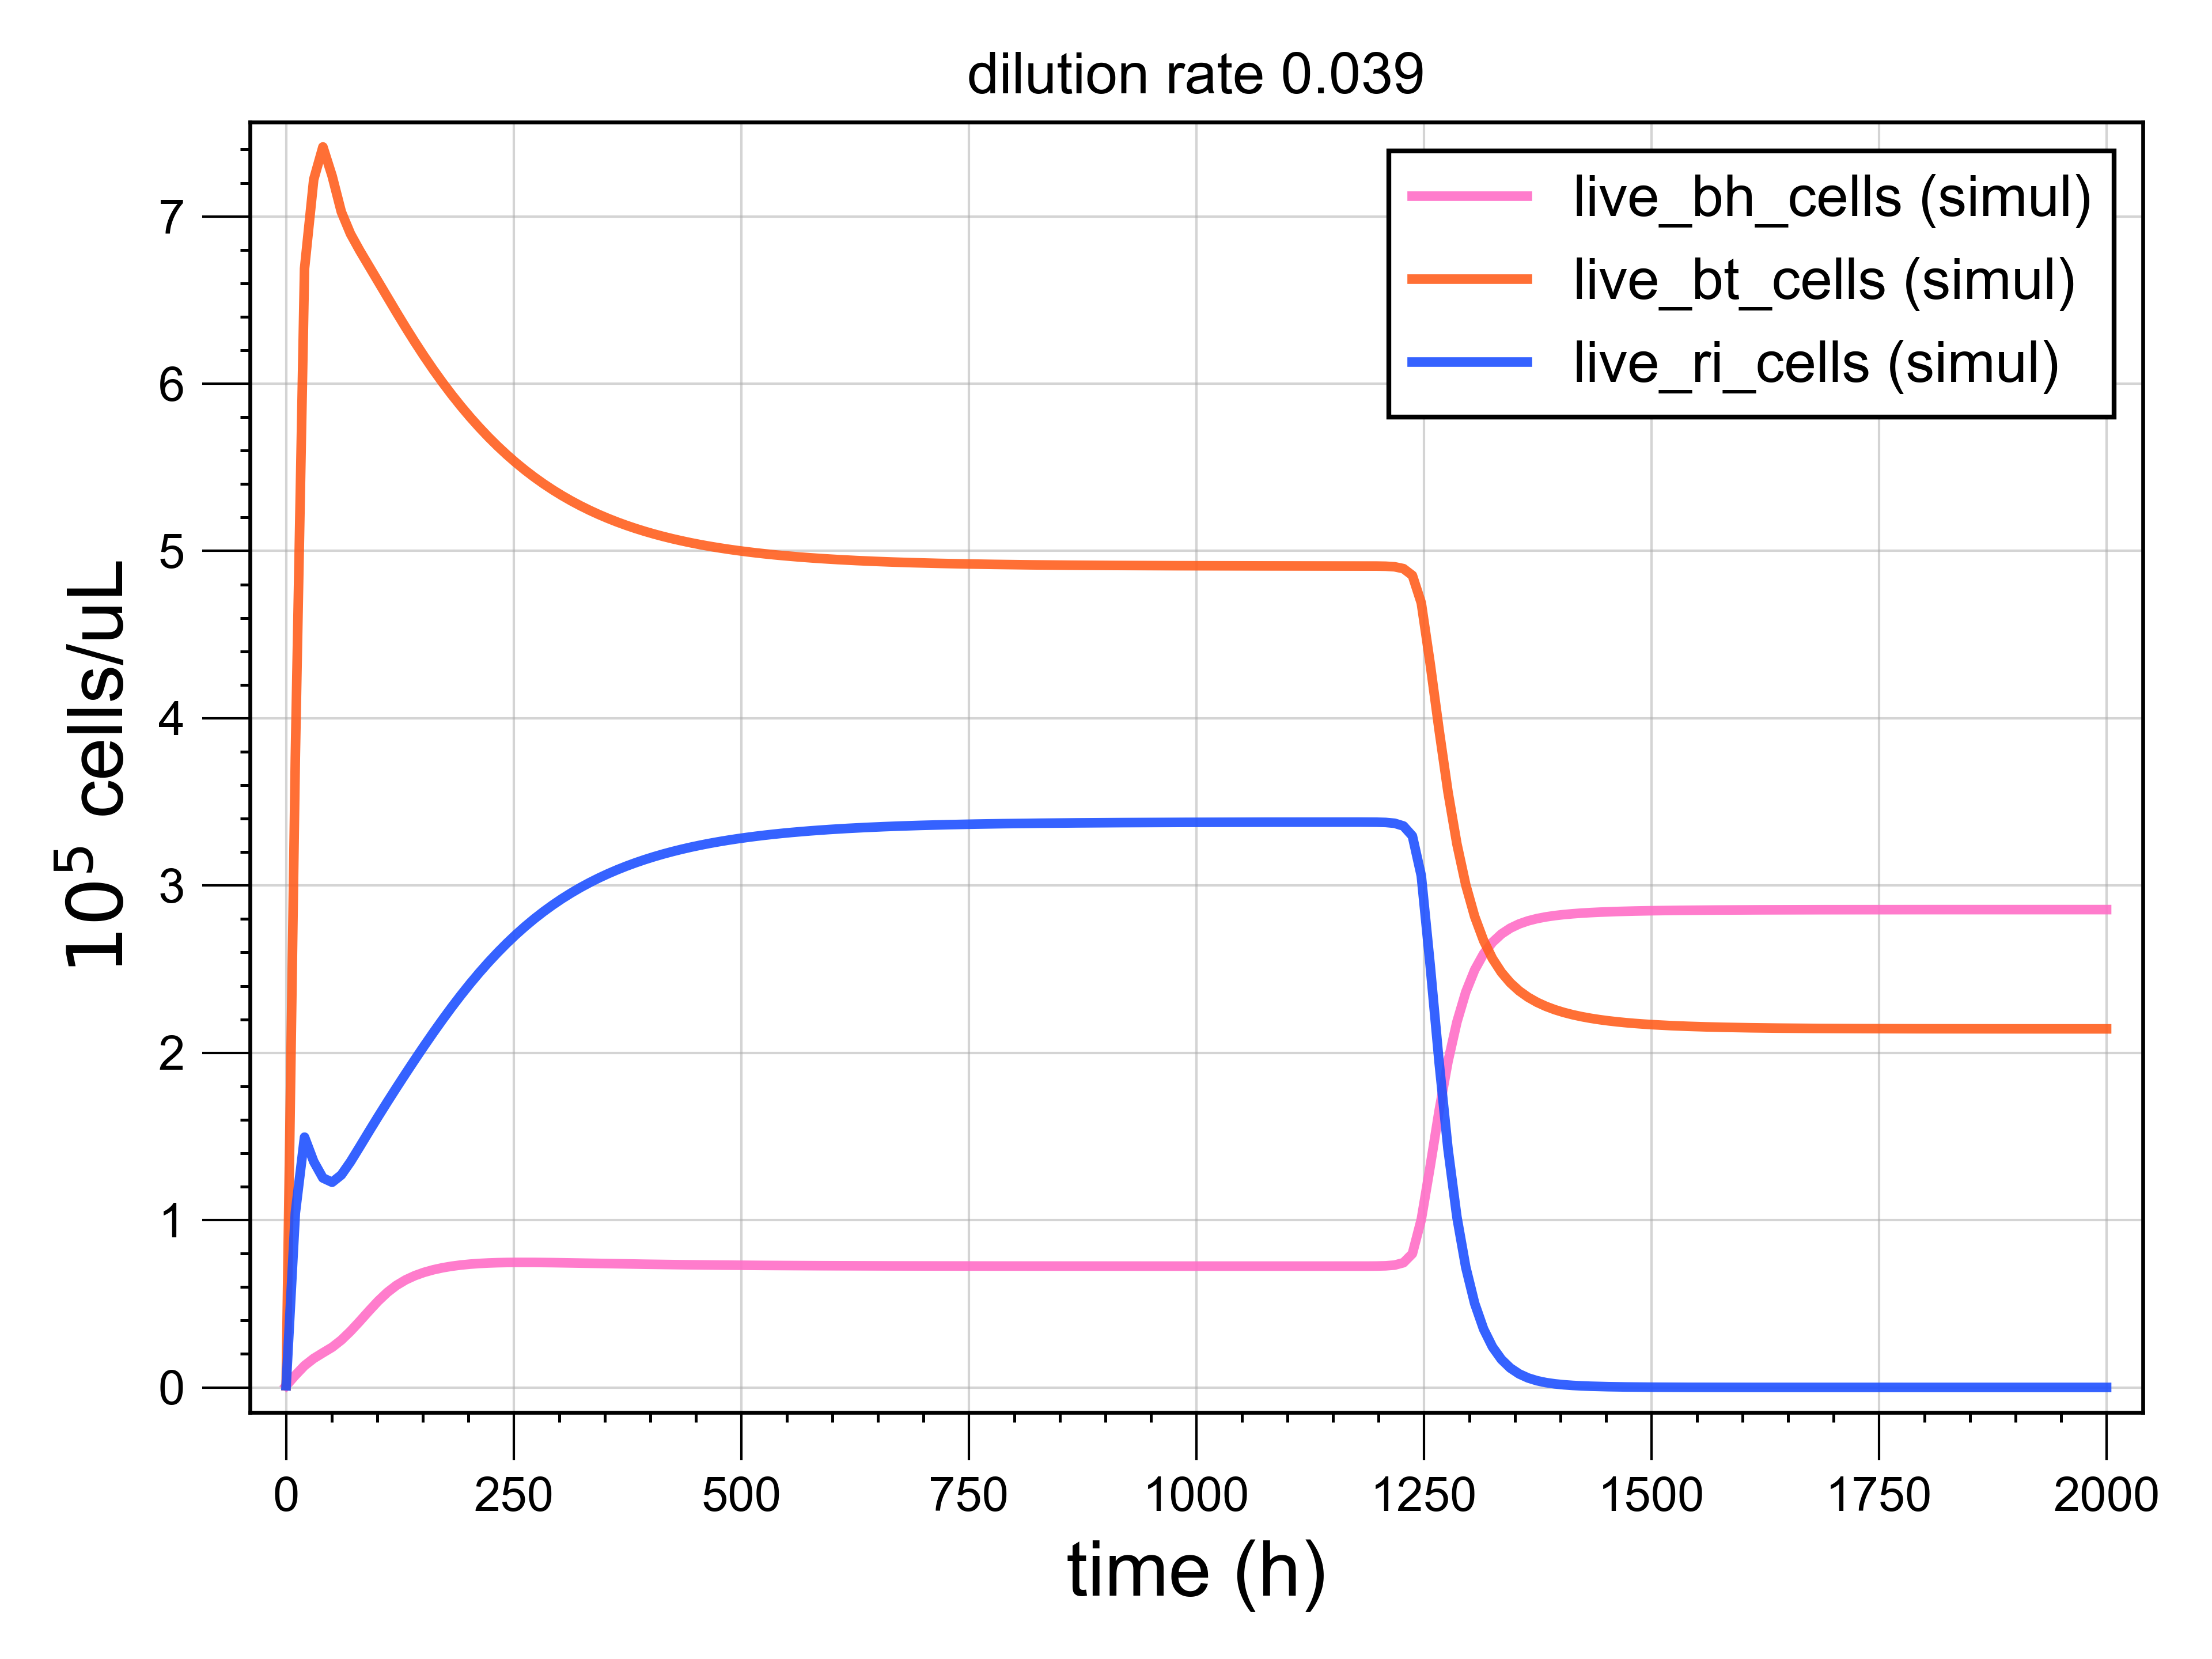 dilution rate 0.039
live_bh_cells (simul)
live_bt_cells (simul)
live_ri_cells (simul)
10⁵ cells/uL
7
6
5
4
3
2
1
0
0 250 500 750 1000 1250 1500 1750 2000
time (h)